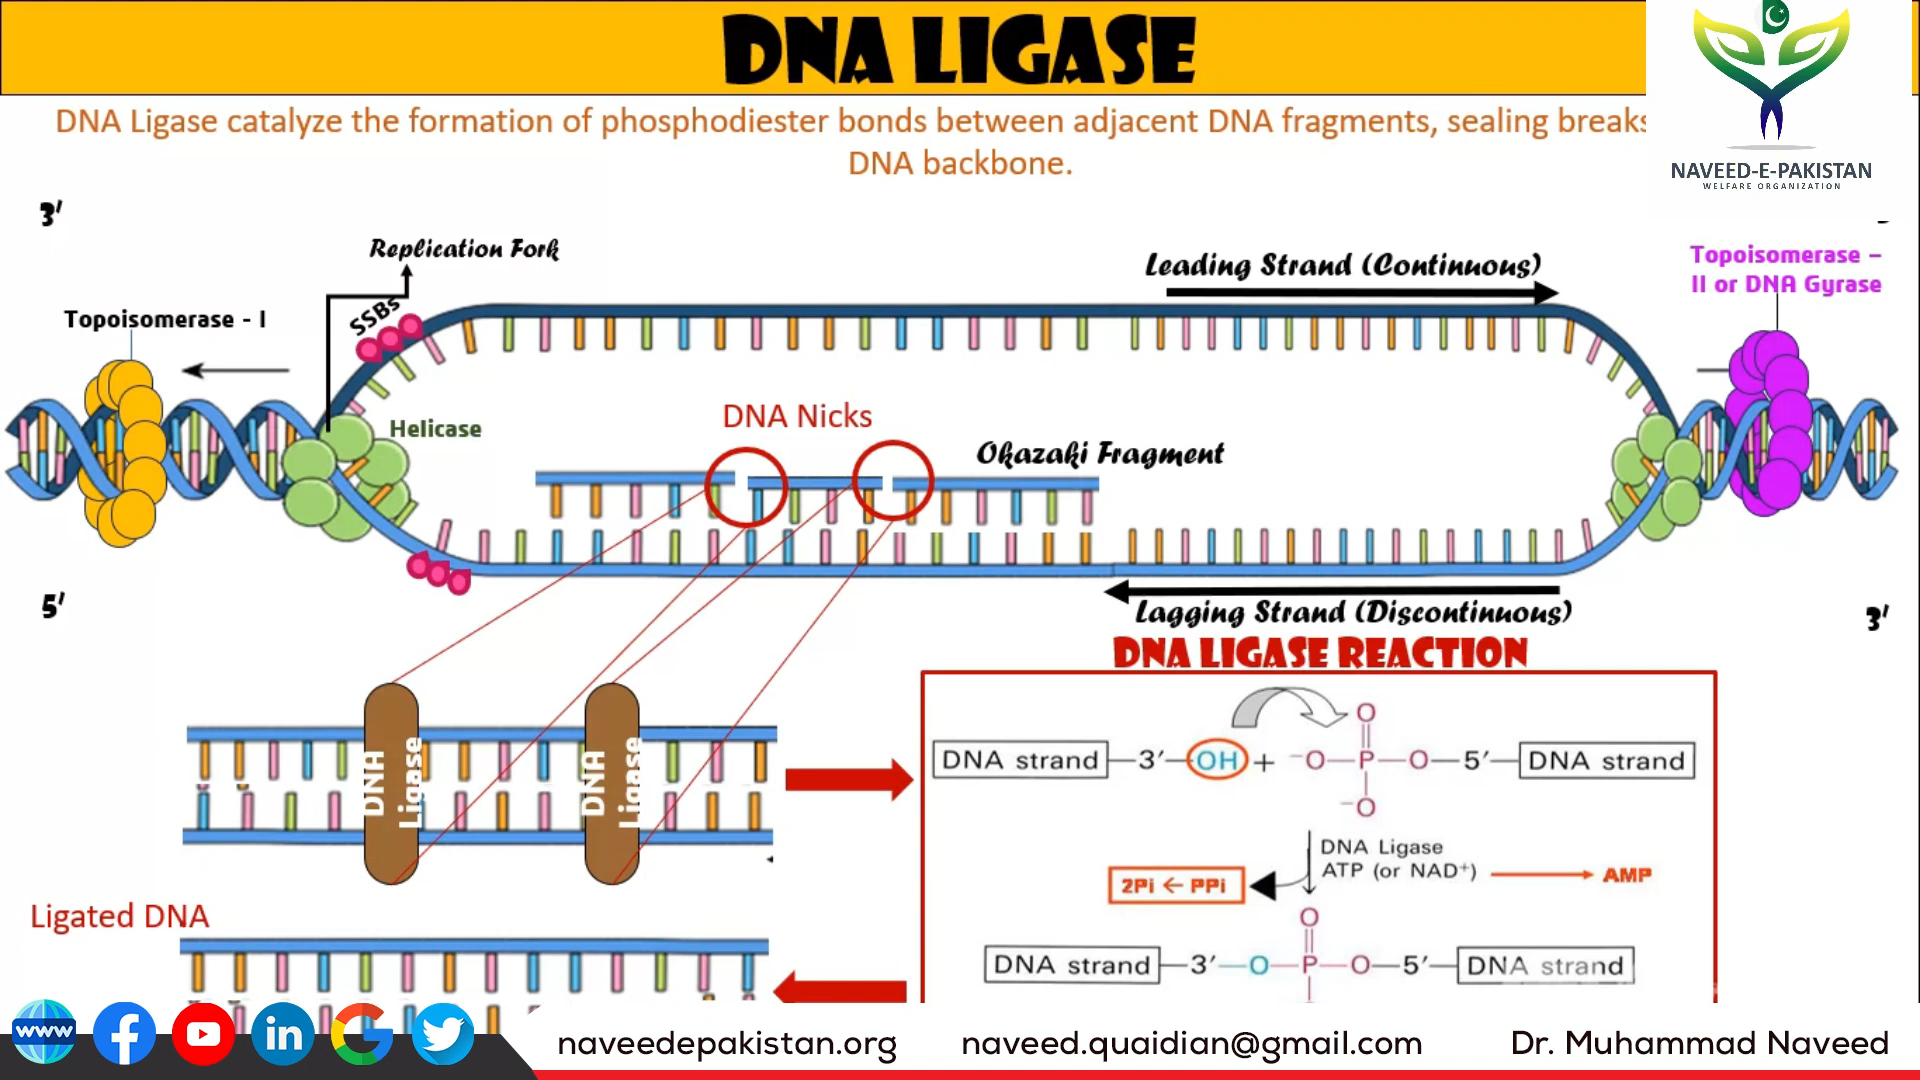 DNA LIGASE
DNA Ligase catalyze the formation of phosphodiester bonds between adjacent DNA fragments, sealing breaks
DNA backbone.
NAVEED-E-PAKISTAN
WELFARE ORGANIZATION
3'
Replication Fork
Leading Strand (Continuous)
Topoisomerase –
II or DNA Gyrase
SSBs
Topoisomerase - I
Helicase
DNA Nicks
Okazaki Fragment
5'
Lagging Strand (Discontinuous)
3'
DNA LIGASE REACTION
DNA Ligase
DNA Ligase
DNA strand —3'—OH + ⁻O—P—O—5'— DNA strand
O
⁻O
DNA Ligase
ATP (or NAD⁺)
AMP
2Pi ← PPi
O
DNA strand —3'—O—P—O—5'— DNA strand
Ligated DNA
www
naveedepakistan.org
naveed.quaidian@gmail.com
Dr. Muhammad Naveed